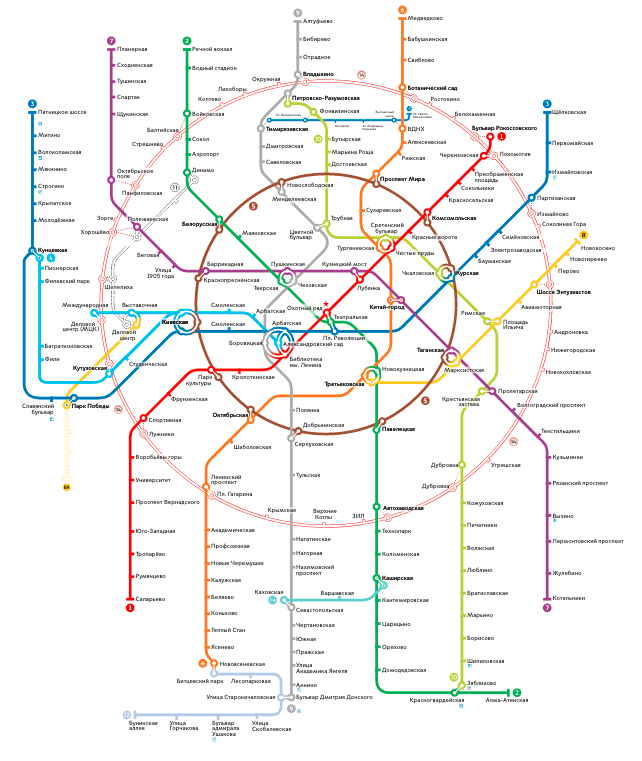 9
Алтуфьево
Бибирево
Отрадное
Владыкино
6
Медведково
Бабушкинская
Свиблово
Ботанический сад
Ростокино
Белокаменная
7
Планерная
Сходненская
Тушинская
Спартак
Щукинская
2
Речной вокзал
Водный стадион
Войковская
Сокол
Аэропорт
Динамо
11
Окружная
Лихоборы
Коптево
Балтийская
Стрешнево
14
Петровско-Разумовская
Фонвизинская
Тимирязевская
Дмитровская
Савёловская
10
Бутырская
Марьина Роща
Достоевская
ВДНХ
Алексеевская
Рижская
Проспект Мира
Бульвар Рокоссовского
1
Черкизовская
Локомотив
Преображенская
площадь
Сокольники
Красносельская
Комсомольская
3
Щёлковская
Первомайская
Измайловская
Партизанская
Измайлово
Соколиная Гора
3
Пятницкое шоссе
Митино
Волоколамская
Мякинино
Строгино
Крылатское
Молодёжная
Кунцевская
4
Пионерская
Филевский парк
Багратионовская
Фили
Кутузовская
Октябрьское
поле
Панфиловская
Зорге
Полежаевская
Хорошёво
Беговая
Улица
1905 года
Шелепиха
Международная
Выставочная
Деловой
центр (МЦК)
Деловой
центр
Киевская
Студенческая
Славянский
бульвар
Парк Победы
8А
14
Белорусская
Маяковская
Новослободская
Менделеевская
5
Цветной
бульвар
Трубная
Сухаревская
Сретенский
бульвар
Тургеневская
Чистые пруды
Красные ворота
Баррикадная
Краснопресненская
Пушкинская
Тверская
Чеховская
Кузнецкий мост
Лубянка
Китай-город
Чкаловская
Курская
Бауманская
Электрозаводская
Семёновская
8
Новокосино
Новогиреево
Перово
Шоссе Энтузиастов
Авиамоторная
Римская
Площадь
Ильича
Андроновка
Нижегородская
Новохохловская
Смоленская
Смоленская
Арбатская
Арбатская
Охотный ряд
Театральная
Пл. Революции
Александровский сад
Боровицкая
Библиотека
им. Ленина
Кропоткинская
Парк
культуры
Фрунзенская
Новокузнецкая
Третьяковская
Таганская
Марксистская
Крестьянская
застава
Пролетарская
Волгоградский проспект
Текстильщики
Кузьминки
Рязанский проспект
Выхино
Лермонтовский проспект
Жулебино
Котельники
7
5
14
Октябрьская
Полянка
Добрынинская
Серпуховская
Павелецкая
Шаболовская
Ленинский
проспект
Пл. Гагарина
Тульская
Крымская
Верхние
Котлы
ЗИЛ
Автозаводская
Дубровка
Дубровка
Угрешская
Спортивная
Лужники
Воробьёвы горы
Университет
Проспект Вернадского
Юго-Западная
Тропарёво
Румянцево
Саларьево
1
Академическая
Профсоюзная
Новые Черемушки
Калужская
Беляево
Коньково
Теплый Стан
Ясенево
6
Новоясеневская
Битцевский парк
Лесопарковая
Улица Старокачаловская
Бунинская
аллея
Улица
Горчакова
Бульвар
адмирала
Ушакова
Улица
Скобелевская
Нагатинская
Нагорная
Нахимовский
проспект
Каховская
Варшавская
Севастопольская
Чертановская
Южная
Пражская
Улица
Академика Янгеля
Аннино
Бульвар Дмитрия Донского
9
Технопарк
Коломенская
Каширская
Кантемировская
Царицыно
Орехово
Домодедовская
Красногвардейская
Алма-Атинская
2
Кожуховская
Печатники
Волжская
Люблино
Братиславская
Марьино
Борисово
Шипиловская
10
Зябликово